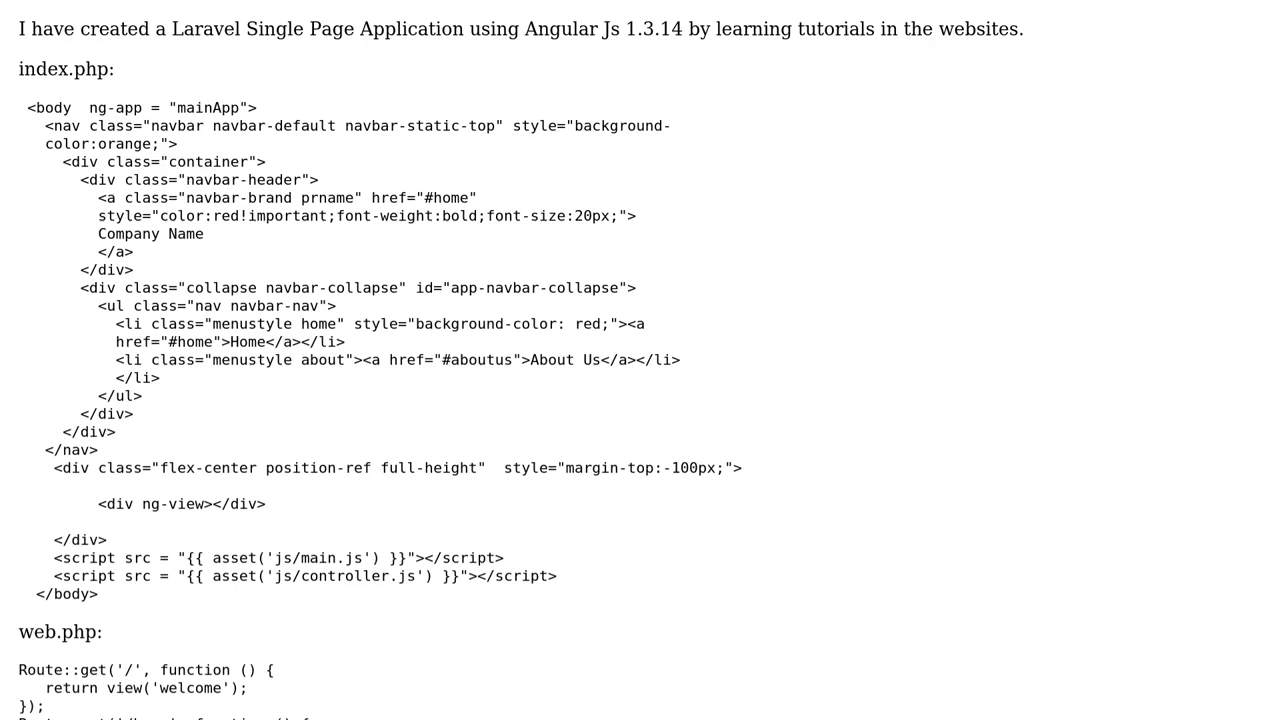 I have created a Laravel Single Page Application using Angular Js 1.3.14 by learning tutorials in the websites.
index.php:
<body  ng-app = "mainApp">
<nav class="navbar navbar-default navbar-static-top" style="background-
color:orange;">
<div class="container">
<div class="navbar-header">
<a class="navbar-brand prname" href="#home"
style="color:red!important;font-weight:bold;font-size:20px;">
Company Name
</a>
</div>
<div class="collapse navbar-collapse" id="app-navbar-collapse">
<ul class="nav navbar-nav">
<li class="menustyle home" style="background-color: red;"><a
href="#home">Home</a></li>
<li class="menustyle about"><a href="#aboutus">About Us</a></li>
</li>
</ul>
</div>
</div>
</nav>
<div class="flex-center position-ref full-height"  style="margin-top:-100px;">
<div ng-view></div>
</div>
<script src = "{{ asset('js/main.js') }}"></script>
<script src = "{{ asset('js/controller.js') }}"></script>
</body>
web.php:
Route::get('/', function () {
return view('welcome');
});